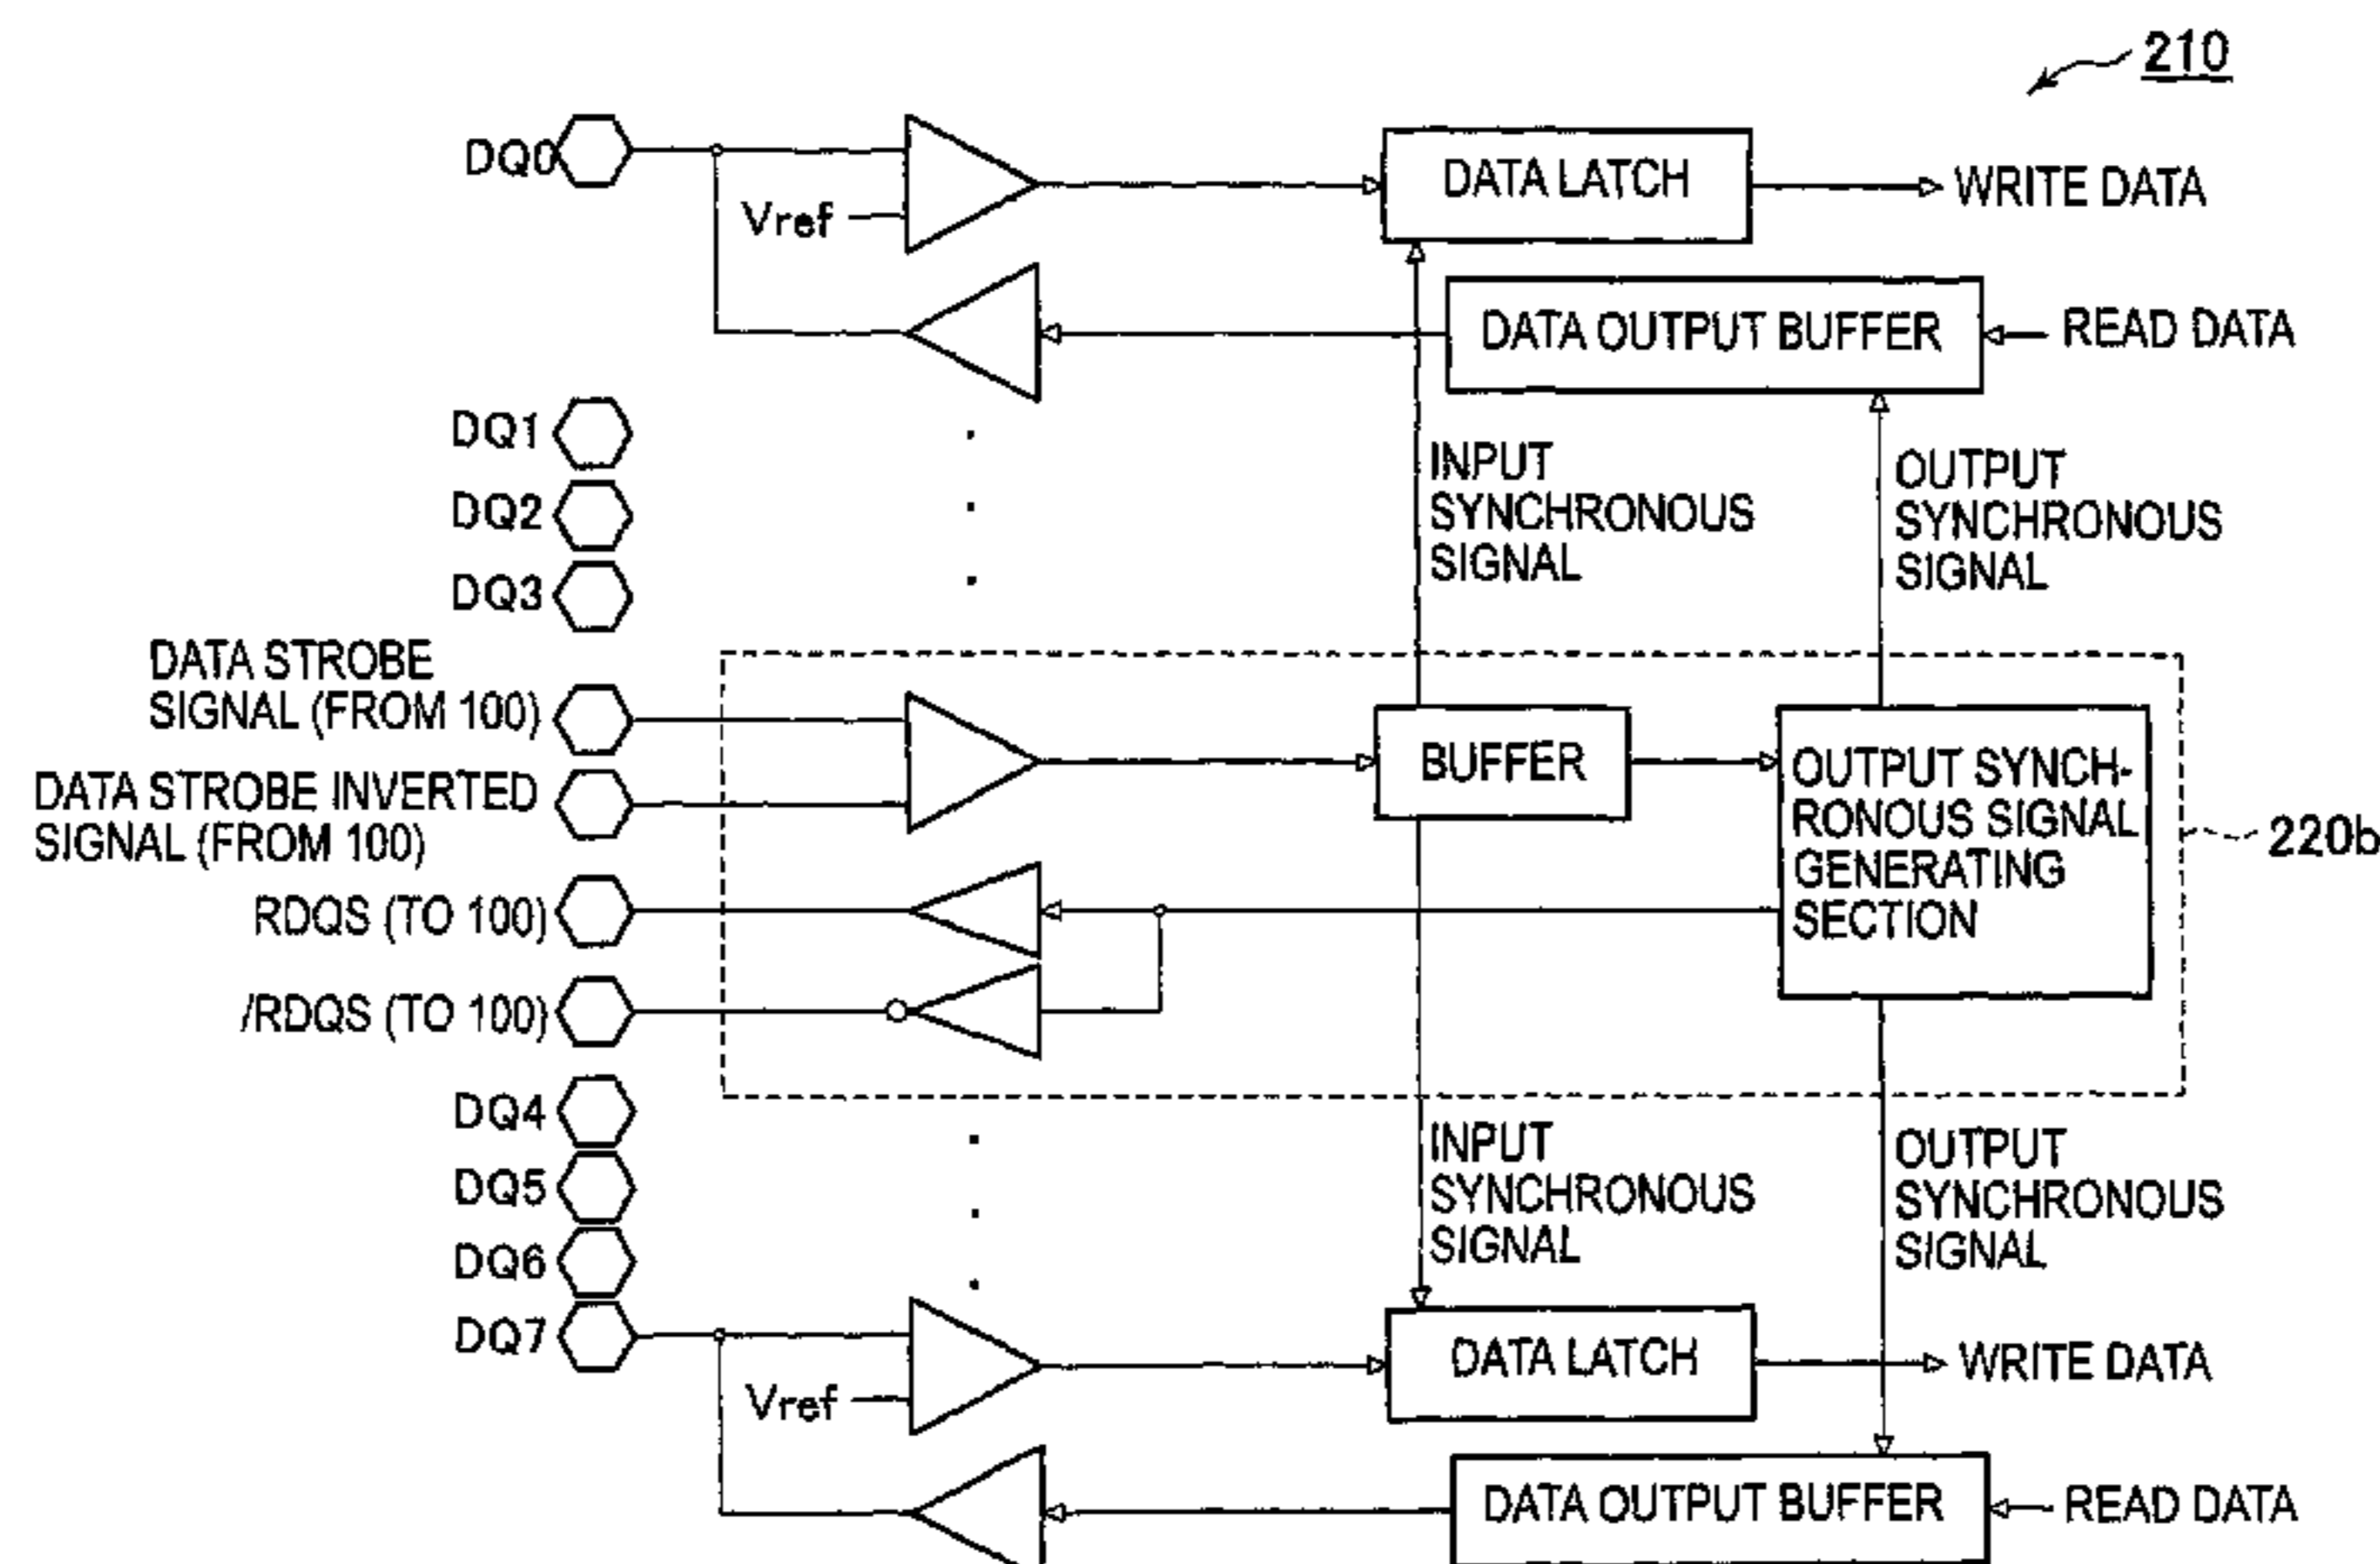 210
DQ0
Vref
DATA LATCH
WRITE DATA
DATA OUTPUT BUFFER
READ DATA
DQ1
DQ2
DQ3
INPUT
SYNCHRONOUS
SIGNAL
OUTPUT
SYNCHRONOUS
SIGNAL
DATA STROBE
SIGNAL (FROM 100)
DATA STROBE INVERTED
SIGNAL (FROM 100)
BUFFER
OUTPUT SYNCH-
RONOUS SIGNAL
GENERATING
SECTION
220b
RDQS (TO 100)
/RDQS (TO 100)
DQ4
DQ5
DQ6
DQ7
INPUT
SYNCHRONOUS
SIGNAL
OUTPUT
SYNCHRONOUS
SIGNAL
Vref
DATA LATCH
WRITE DATA
DATA OUTPUT BUFFER
READ DATA